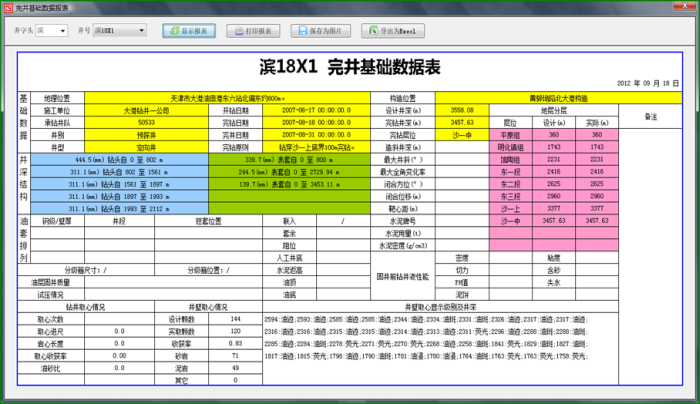 完井基础数据报表
井字头 滨 井号 滨18X1 显示报表 打印报表 保存为图片 导出为Excel
滨18X1 完井基础数据表
2012 年 09 月 18 日
基础数据 地理位置 天津市大港油田港东六站北偏东约800m。 构造位置 黄骅坳陷北大港构造 备注
施工单位 大港钻井一公司 开钻日期 2007-06-17 00:00:00.0 设计井深(m) 3558.08 地层分层
承钻井队 50533 完钻日期 2007-08-18 00:00:00.0 完钻井深(m) 3457.63 层位 设计(m) 实际(m)
井别 预探井 完井日期 2007-08-31 00:00:00.0 完钻层位 沙一中 平原组 360 360
井型 定向井 完钻依据 钻穿沙一上底界100m完钻。 造斜井深(m) 明化镇组 1743 1743
井深结构 444.5(mm) 钻头自 0 至 802 m 339.7(mm) 表套自 0 至 800 m 最大井斜(°) 馆陶组 2231 2231
311.1(mm) 钻头自 802 至 1581 m 244.5(mm) 表套自 0 至 2729.94 m 最大全角变化率 东一段 2416 2416
311.1(mm) 钻头自 1581 至 1897 m 139.7(mm) 表套自 0 至 3453.11 m 闭合方位(°) 东二段 2625 2625
311.1(mm) 钻头自 1897 至 1993 m 闭合位移(m) 东三段 2960 2960
311.1(mm) 钻头自 1993 至 2112 m 靶心距(m) 沙一上 3377 3377
油套排列 钢级/壁厚 井段 短套位置 联入 / 水泥牌号 沙一中 3457.63 3457.63
套余 水泥用量(t)
阻位 水泥密度(g/cm3)
人工井底 固井前钻井液性能 密度 粘度
分级箍尺寸:/ 分级箍位置:/ 水泥返高 切力 含砂
油层固井质量 油顶 PH值 失水
试压情况 油底 泥饼
钻井取心情况 井壁取心情况 井壁取心显示级别及井深
取心次数 设计颗数 144 2594:油迹;2593:油迹;2585:油迹;2585:油迹;2344:油迹;2334:油斑;2331:油斑;2326:油迹;2317:油迹;2317:油迹;
取心进尺 0.0 实取颗数 120 2316:油迹;2316:油迹;2315:油迹;2315:油迹;2314:油迹;2313:油迹;2311:荧光;2296:油迹;2288:油斑;2288:油斑;
岩心长度 0.0 收获率 0.83 2285:油迹;2284:油斑;2278:荧光;2271:荧光;2270:荧光;2268:油迹;2258:油斑;1841:荧光;1829:油斑;1827:油斑;
取心收获率 0.00 砂岩 71 1817:油斑;1815:荧光;1798:油迹;1790:油斑;1781:油浸;1780:油浸;1764:油斑;1763:荧光;1763:荧光;1758:荧光;
油砂比 0.0 泥岩 49
其它 0